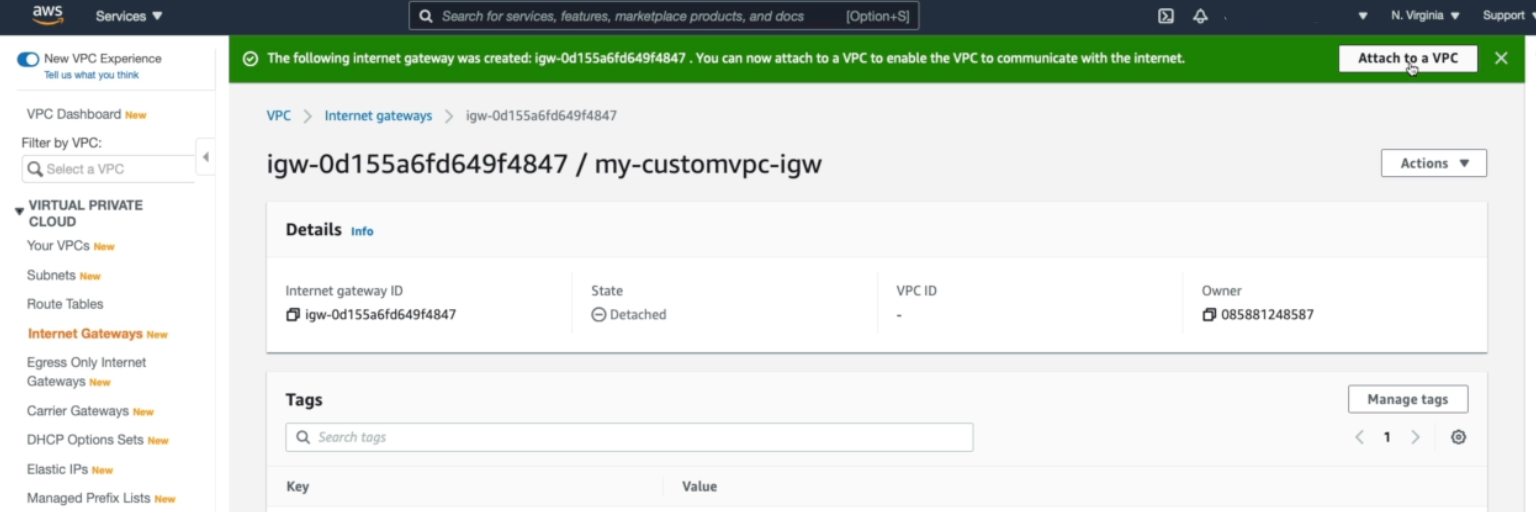 aws
Services
Search for services, features, marketplace products, and docs [Option+S]
N. Virginia
Support
New VPC Experience
Tell us what you think
The following internet gateway was created: igw-0d155a6fd649f4847 . You can now attach to a VPC to enable the VPC to communicate with the internet.
Attach to a VPC
VPC Dashboard New
Filter by VPC:
Select a VPC
VIRTUAL PRIVATE
CLOUD
Your VPCs New
Subnets New
Route Tables
Internet Gateways New
Egress Only Internet
Gateways New
Carrier Gateways New
DHCP Options Sets New
Elastic IPs New
Managed Prefix Lists New
VPC > Internet gateways > igw-0d155a6fd649f4847
igw-0d155a6fd649f4847 / my-customvpc-igw
Actions
Details Info
Internet gateway ID
igw-0d155a6fd649f4847
State
Detached
VPC ID
-
Owner
085881248587
Tags
Manage tags
Search tags
1
Key
Value